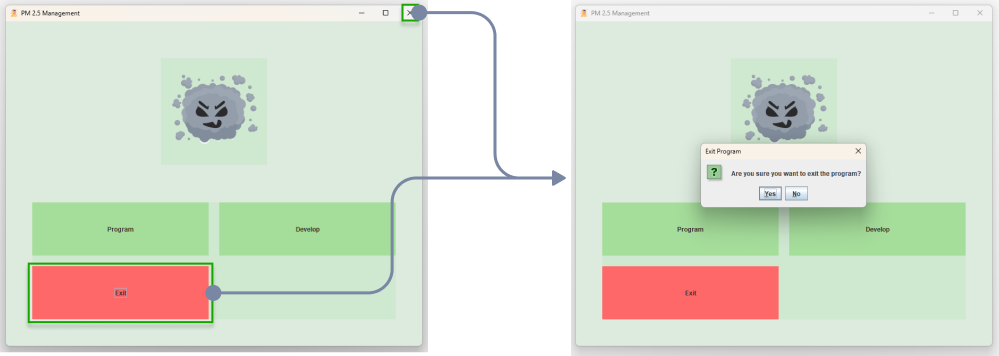 PM 2.5 Management
Program
Develop
Exit
PM 2.5 Management
Exit Program
?
Are you sure you want to exit the program?
Yes
No
Program
Develop
Exit